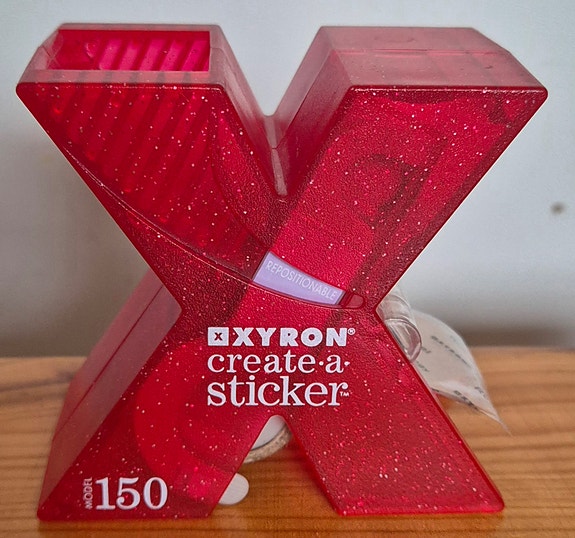 REPOSITIONABLE
XYRON®
create·a·
sticker™
MODEL 150